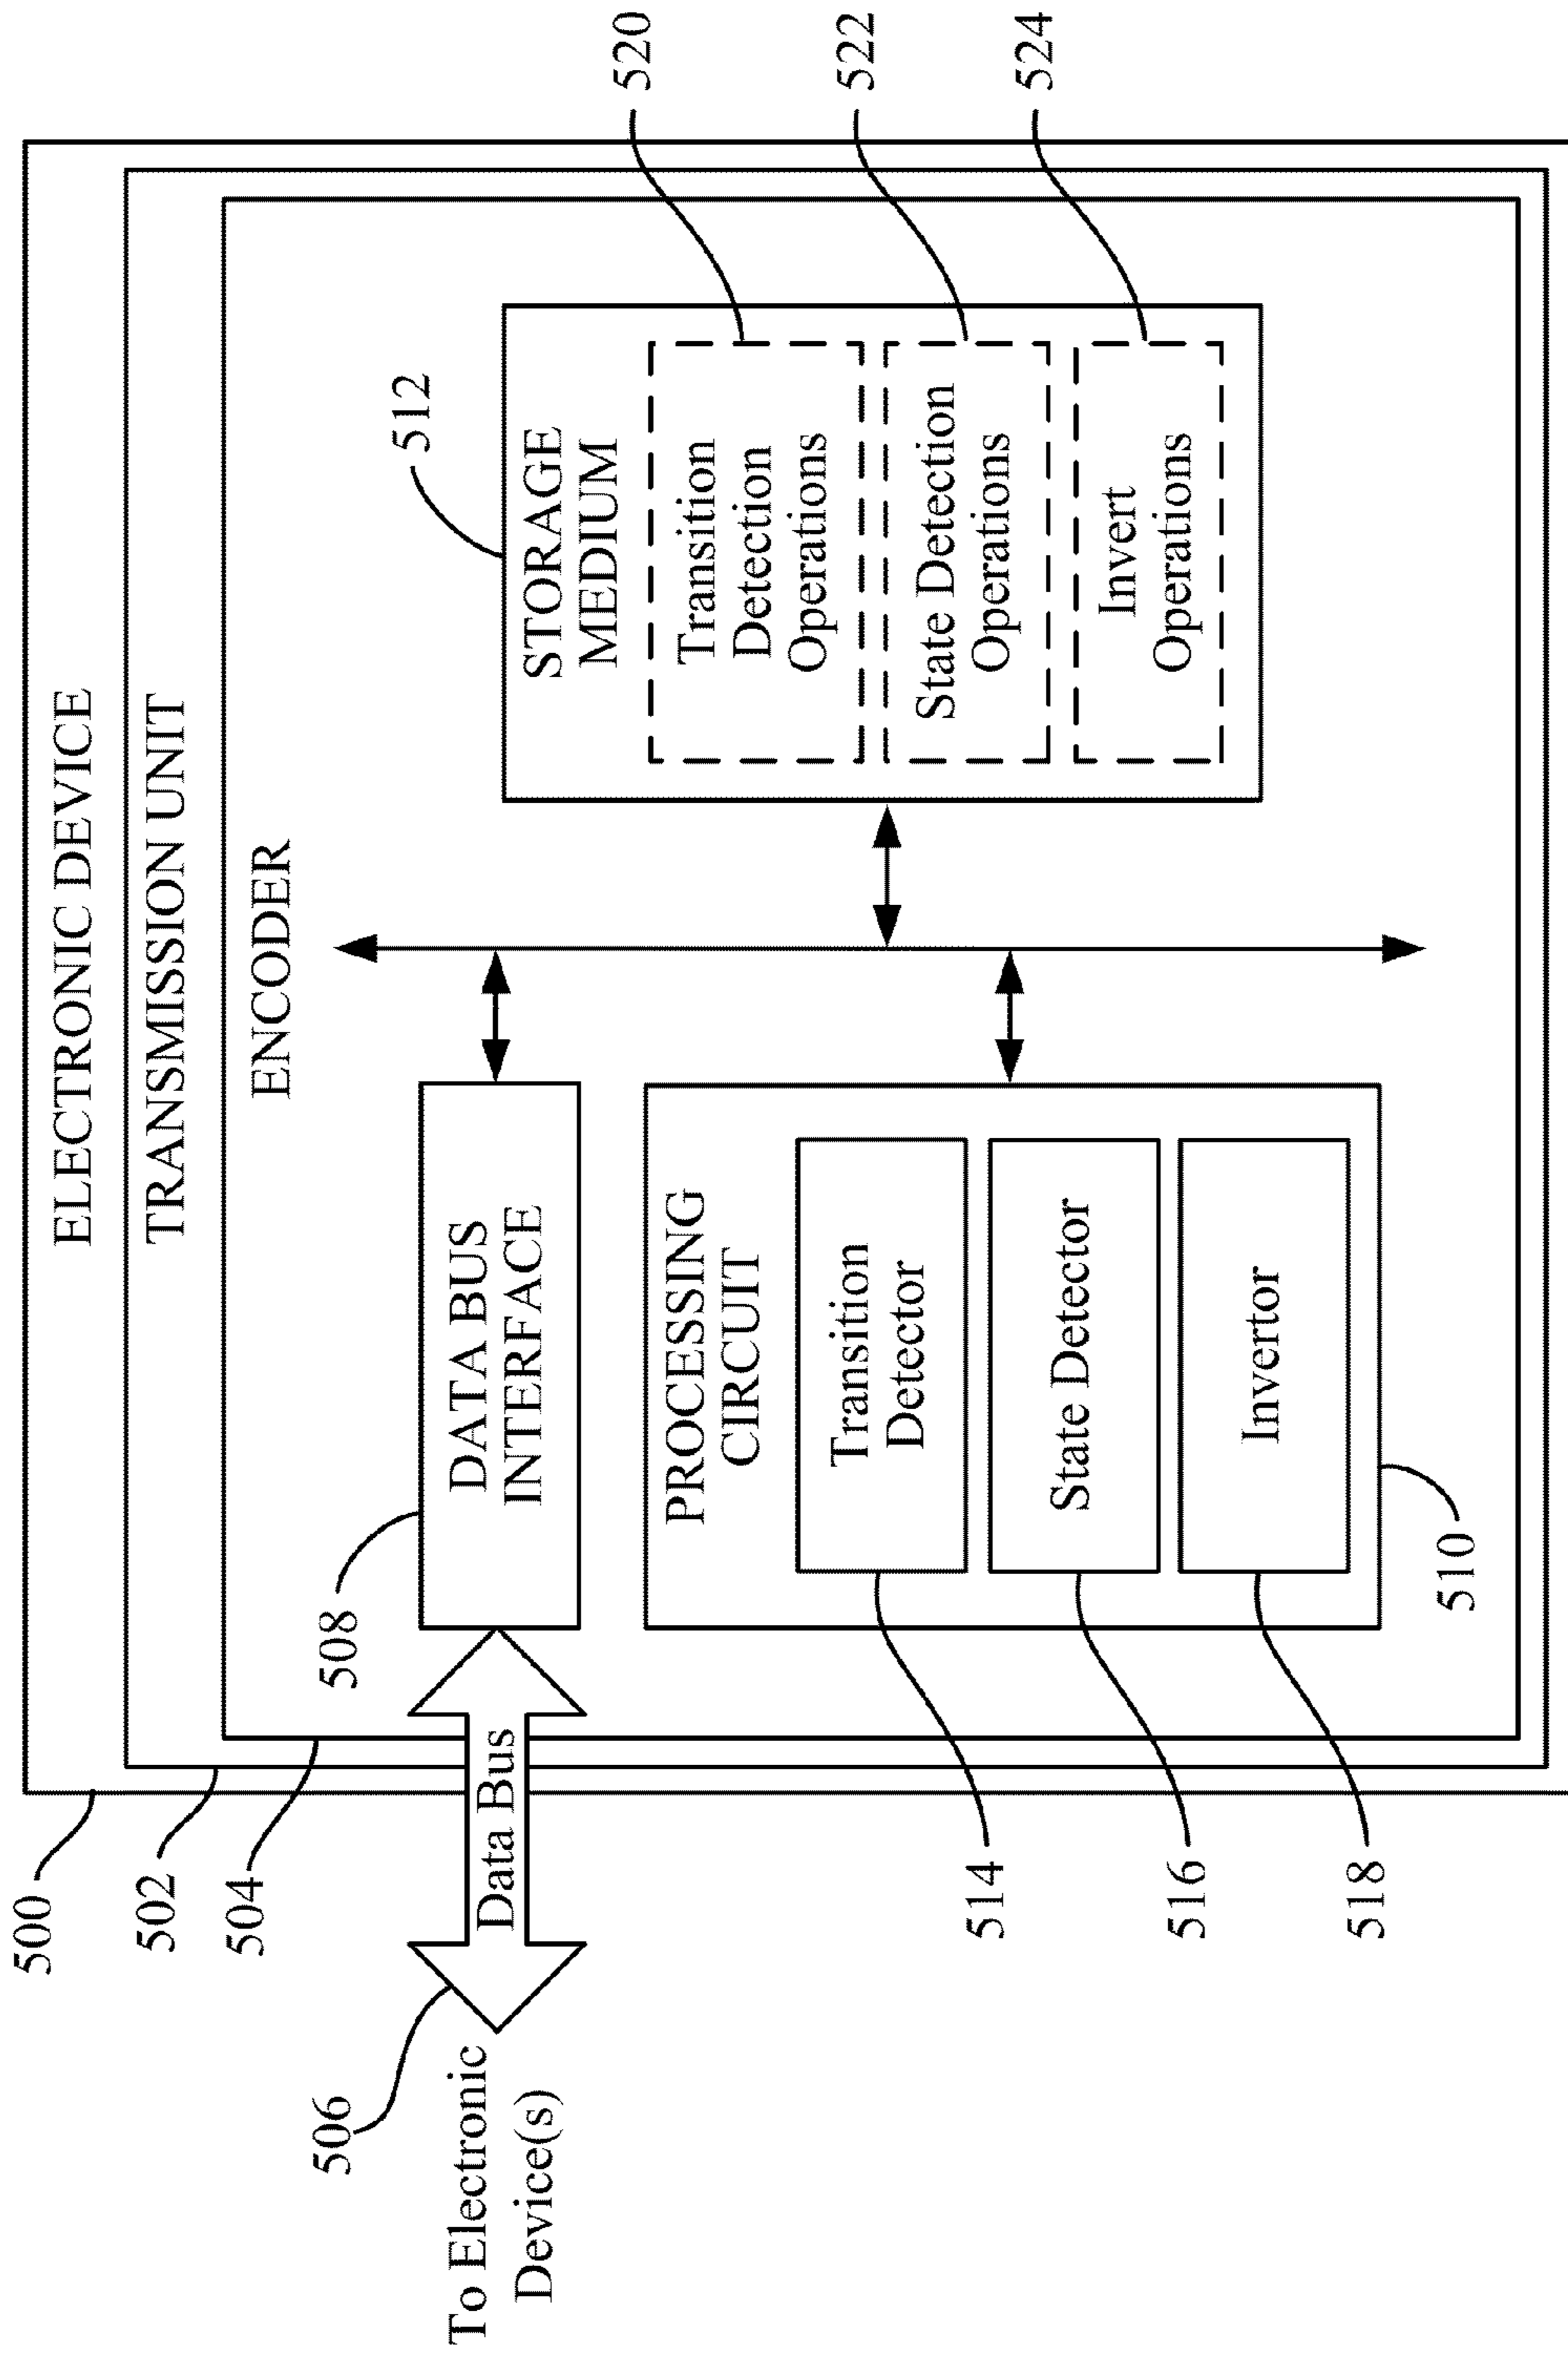 500
ELECTRONIC DEVICE
502
TRANSMISSION UNIT
504
ENCODER
506
To Electronic
Device(s)
Data Bus
508
DATA BUS
INTERFACE
512
STORAGE
MEDIUM
Transition
Detection
Operations
520
State Detection
Operations
522
Invert
Operations
524
PROCESSING
CIRCUIT
Transition
Detector
514
State Detector
516
Invertor
518
510